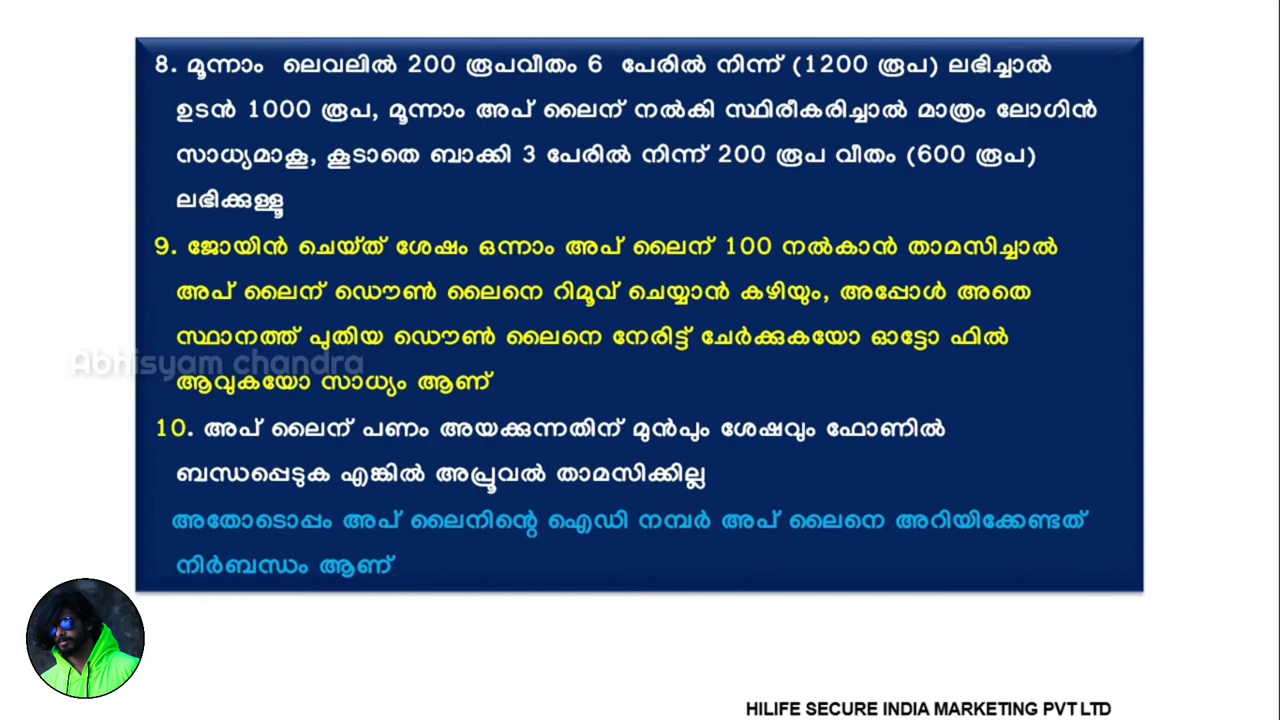 8. മൂന്നാം ലെവലിൽ 200 രൂപവീതം 6 പേരിൽ നിന്ന് (1200 രൂപ) ലഭിച്ചാൽ
ഉടൻ 1000 രൂപ, മൂന്നാം അപ് ലൈന് നൽകി സ്ഥിരീകരിച്ചാൽ മാത്രം ലോഗിൻ
സാധ്യമാകൂ, കൂടാതെ ബാക്കി 3 പേരിൽ നിന്ന് 200 രൂപ വീതം (600 രൂപ)
ലഭിക്കുള്ളൂ
9. ജോയിൻ ചെയ്ത് ശേഷം ഒന്നാം അപ് ലൈന് 100 നൽകാൻ താമസിച്ചാൽ
അപ് ലൈന് ഡൌൺ ലൈനെ റിമൂവ് ചെയ്യാൻ കഴിയും, അപ്പോൾ അതെ
സ്ഥാനത്ത് പുതിയ ഡൌൺ ലൈനെ നേരിട്ട് ചേർക്കുകയോ ഓട്ടോ ഫിൽ
Abhisyam chandra
ആവുകയോ സാധ്യം ആണ്
10. അപ് ലൈന് പണം അയക്കുന്നതിന് മുൻപും ശേഷവും ഫോണിൽ
ബന്ധപ്പെടുക എങ്കിൽ അപ്രൂവൽ താമസിക്കില്ല
അതോടൊപ്പം അപ് ലൈനിന്റെ ഐഡി നമ്പർ അപ് ലൈനെ അറിയിക്കേണ്ടത്
നിർബന്ധം ആണ്
HILIFE SECURE INDIA MARKETING PVT LTD